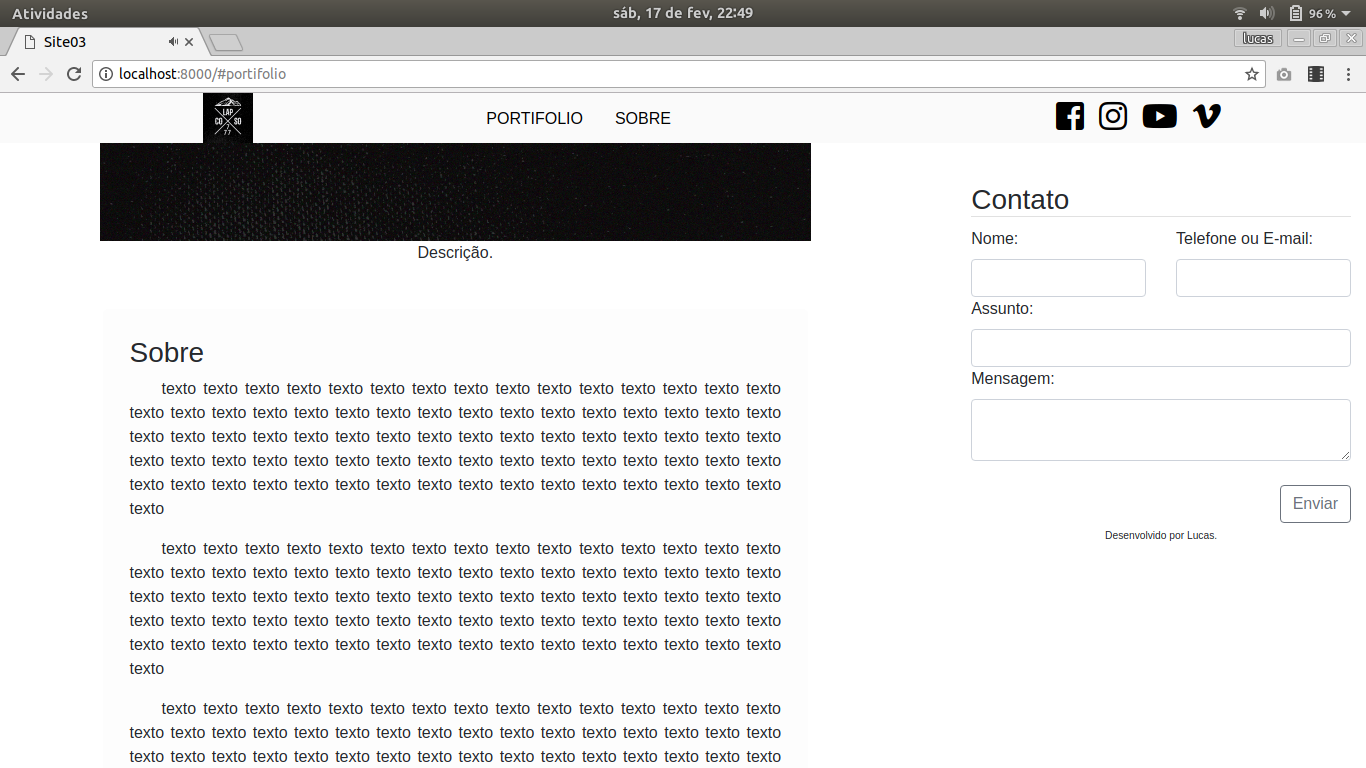 Atividades
sáb, 17 de fev, 22:49
96%
Site03
lucas
localhost:8000/#portifolio
LAP
CO SO
77
PORTIFOLIO SOBRE
Descrição.
Sobre
texto texto texto texto texto texto texto texto texto texto texto texto texto texto texto
texto texto texto texto texto texto texto texto texto texto texto texto texto texto texto texto
texto texto texto texto texto texto texto texto texto texto texto texto texto texto texto texto
texto texto texto texto texto texto texto texto texto texto texto texto texto texto texto texto
texto texto texto texto texto texto texto texto texto texto texto texto texto texto texto texto
texto
texto texto texto texto texto texto texto texto texto texto texto texto texto texto texto
texto texto texto texto texto texto texto texto texto texto texto texto texto texto texto texto
texto texto texto texto texto texto texto texto texto texto texto texto texto texto texto texto
texto texto texto texto texto texto texto texto texto texto texto texto texto texto texto texto
texto texto texto texto texto texto texto texto texto texto texto texto texto texto texto texto
texto
texto texto texto texto texto texto texto texto texto texto texto texto texto texto texto
texto texto texto texto texto texto texto texto texto texto texto texto texto texto texto texto
texto texto texto texto texto texto texto texto texto texto texto texto texto texto texto texto
Contato
Nome:
Telefone ou E-mail:
Assunto:
Mensagem:
Enviar
Desenvolvido por Lucas.